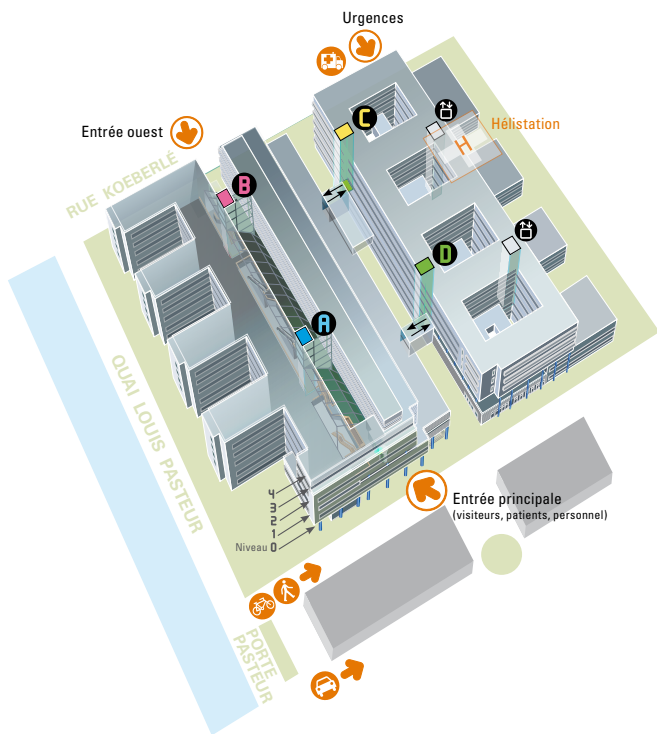 Urgences
C
Entrée ouest
Hélistation
H
RUE KOEBERLÉ
B
D
A
QUAI LOUIS PASTEUR
4
3
2
1
Niveau 0
Entrée principale
(visiteurs, patients, personnel)
PORTE
PASTEUR